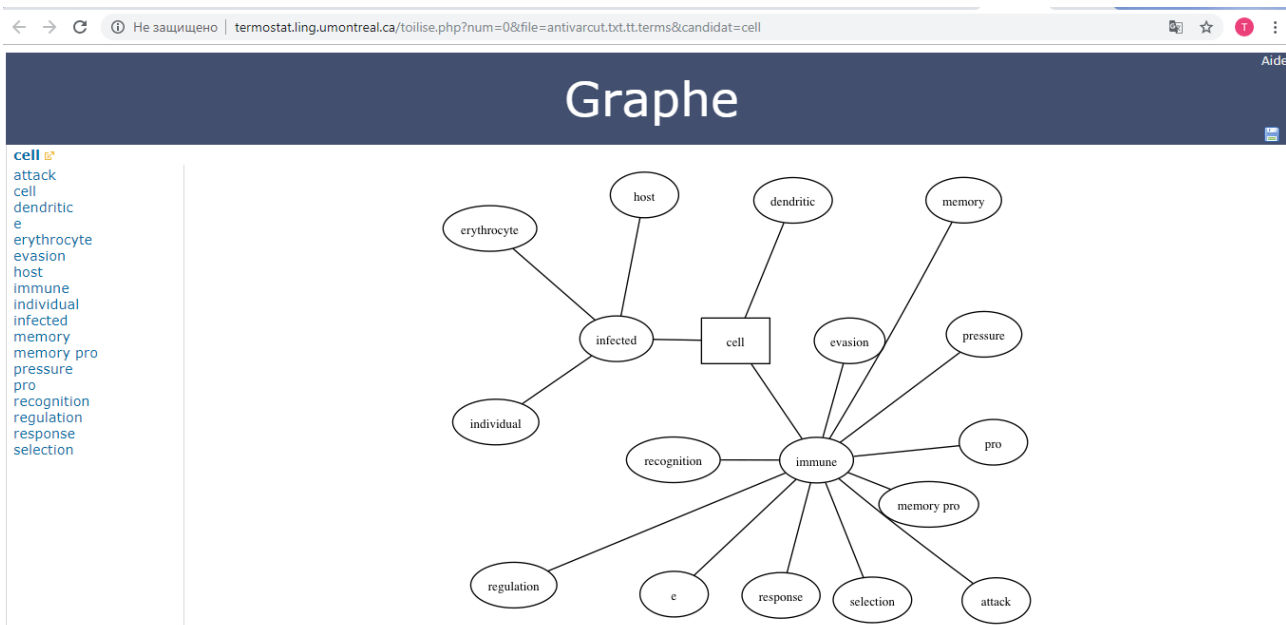 Не защищено | termostat.ling.umontreal.ca/toilise.php?num=0&file=antivarcut.txt.tt.terms&candidat=cell
T
Aide
Graphe
cell
attack
cell
dendritic
e
erythrocyte
evasion
host
immune
individual
infected
memory
memory pro
pressure
pro
recognition
regulation
response
selection
host
dendritic
memory
erythrocyte
infected
cell
evasion
pressure
individual
recognition
immune
pro
memory pro
regulation
e
response
selection
attack